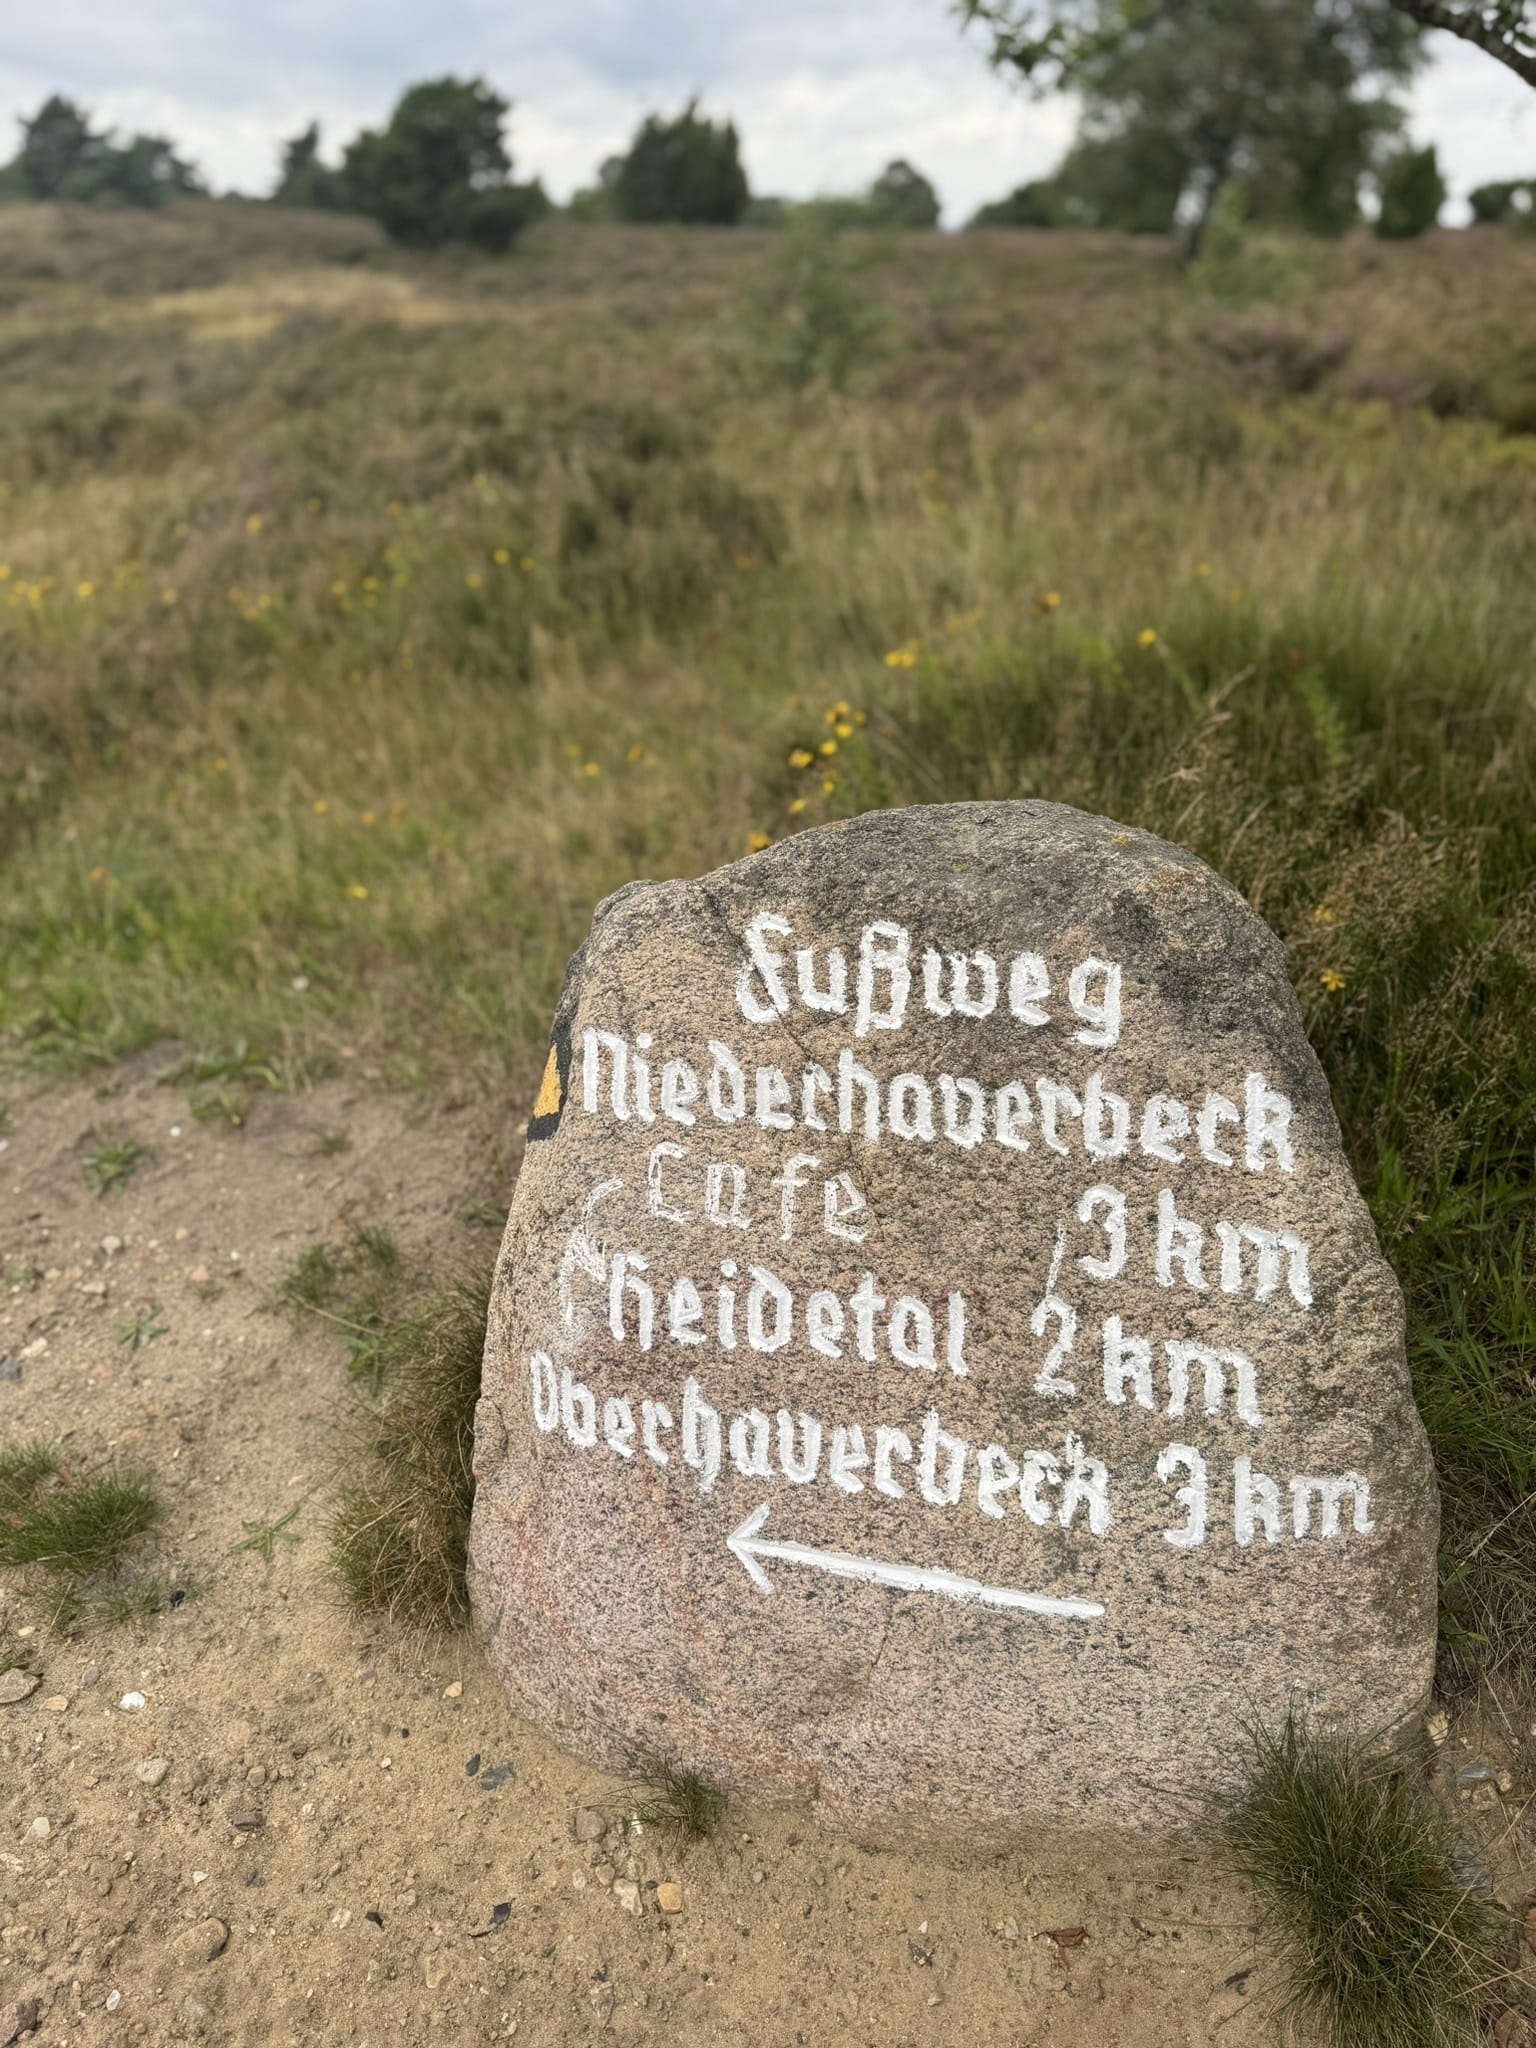 Fußweg
Niederhaverbeck
Cafe 3 km
Heidetal 2 km
Oberhaverbeck 3 km